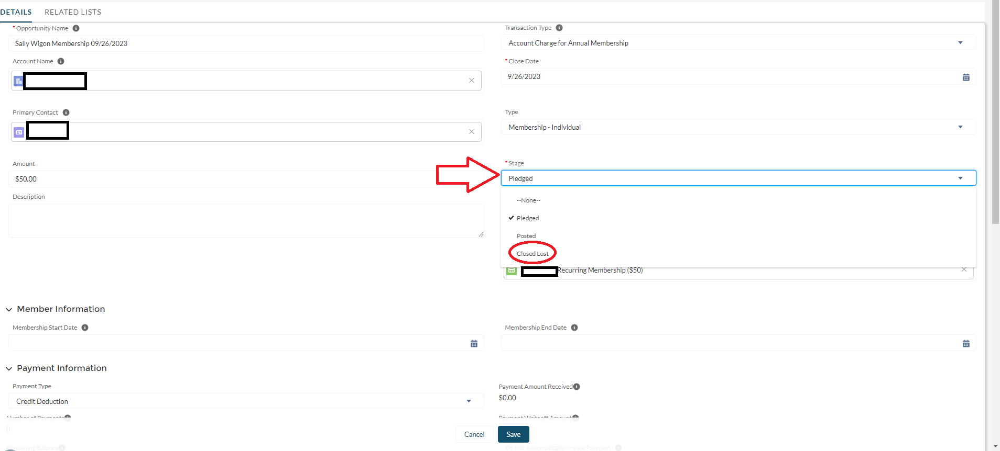 DETAILS RELATED LISTS
*Opportunity Name
Sally Wigon Membership 09/26/2023
Transaction Type
Account Charge for Annual Membership
Account Name
*Close Date
9/26/2023
Primary Contact
Type
Membership - Individual
Amount
$50.00
*Stage
Pledged
--None--
Pledged
Posted
Closed Lost
Description
Recurring Membership ($50)
Member Information
Membership Start Date
Membership End Date
Payment Information
Payment Type
Credit Deduction
Payment Amount Received
$0.00
Number of Payments
0
Payment Writeoff Amount
Cancel Save
Remaining Balance
Do Not Automatically Create Payment